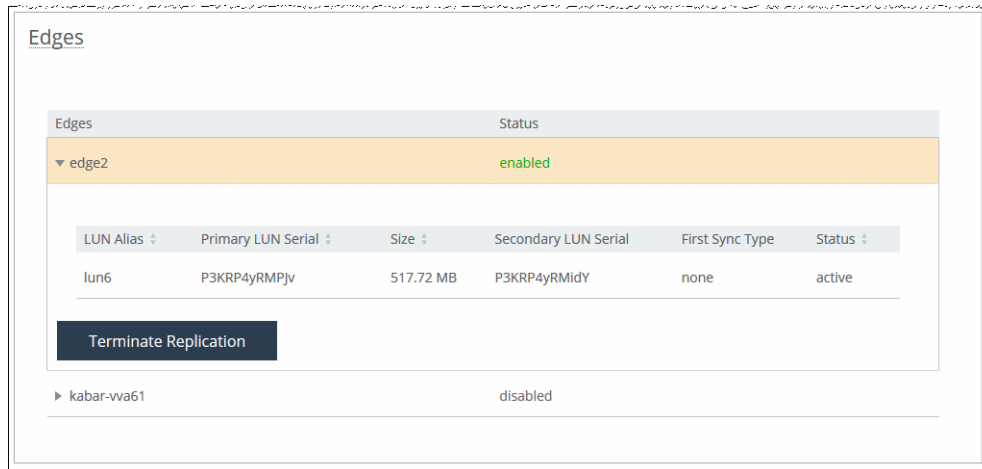 Edges
Edges Status
edge2 enabled
LUN Alias Primary LUN Serial Size Secondary LUN Serial First Sync Type Status
lun6 P3KRP4yRMPJv 517.72 MB P3KRP4yRMidY none active
Terminate Replication
kabar-vva61 disabled